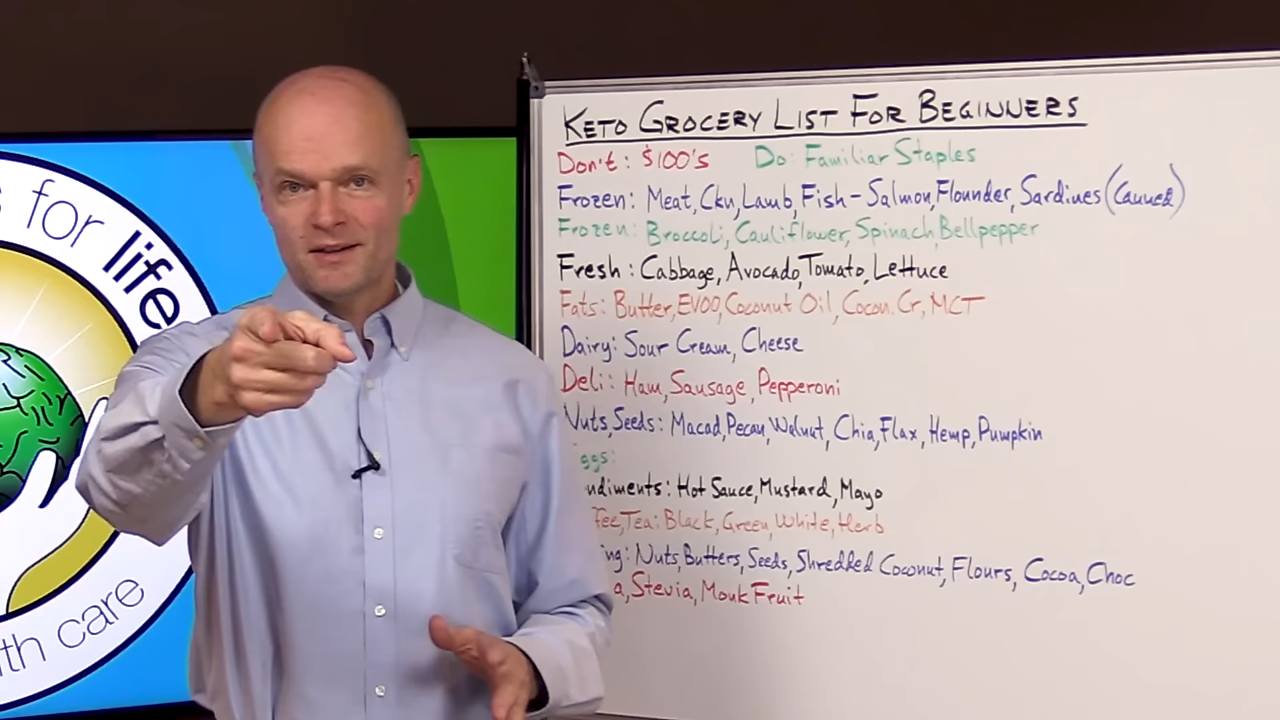 s for life
lth care
KETO GROCERY LIST FOR BEGINNERS
Don't: $100's Do: Familiar Staples
Frozen: Meat, Ckn, Lamb, Fish - Salmon, Flounder, Sardines (Canned)
Frozen: Broccoli, Cauliflower, Spinach, Bellpepper
Fresh: Cabbage, Avocado, Tomato, Lettuce
Fats: Butter, EVOO, Coconut Oil, Cocon. Cr, MCT
Dairy: Sour Cream, Cheese
Deli: Ham, Sausage, Pepperoni
Nuts, Seeds: Macad, Pecan, Walnut, Chia, Flax, Hemp, Pumpkin
ggs:
ndiments: Hot Sauce, Mustard, Mayo
fee, Tea: Black, Green, White, Herb
ing: Nuts, Butters, Seeds, Shredded Coconut, Flours, Cocoa, Choc
a, Stevia, Monk Fruit